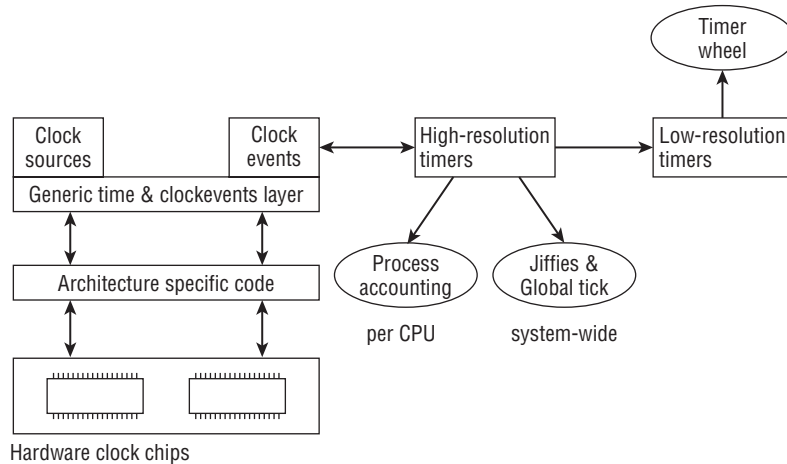 Timer
wheel
Clock
sources
Clock
events
High-resolution
timers
Low-resolution
timers
Generic time & clockevents layer
Architecture specific code
Process
accounting
Jiffies &
Global tick
per CPU
system-wide
Hardware clock chips